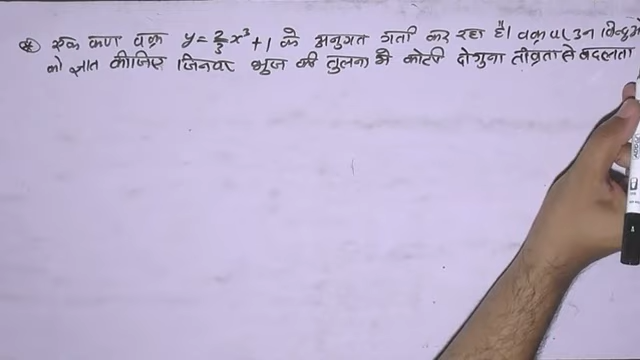 एक कण वक्र y = 2/3 x³ + 1 के अनुगत गती कर रहा है। वक्र पर उन बिन्दुओ
को ज्ञात कीजिए जिनपर भुज की तुलना मे कोटी दोगुना तीव्रता से बदलता